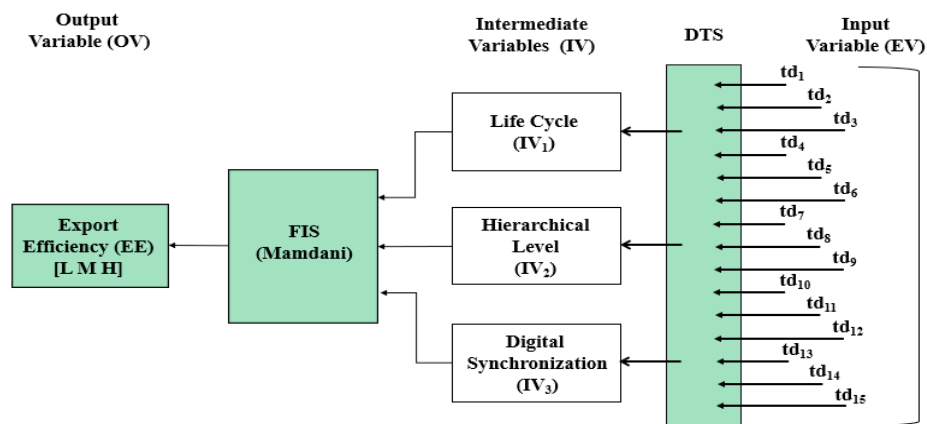 Output
Variable (OV)
Intermediate
Variables (IV)
DTS
Input
Variable (EV)
Export
Efficiency (EE)
[L M H]
FIS
(Mamdani)
Life Cycle
(IV₁)
Hierarchical
Level
(IV₂)
Digital
Synchronization
(IV₃)
td₁
td₂
td₃
td₄
td₅
td₆
td₇
td₈
td₉
td₁₀
td₁₁
td₁₂
td₁₃
td₁₄
td₁₅